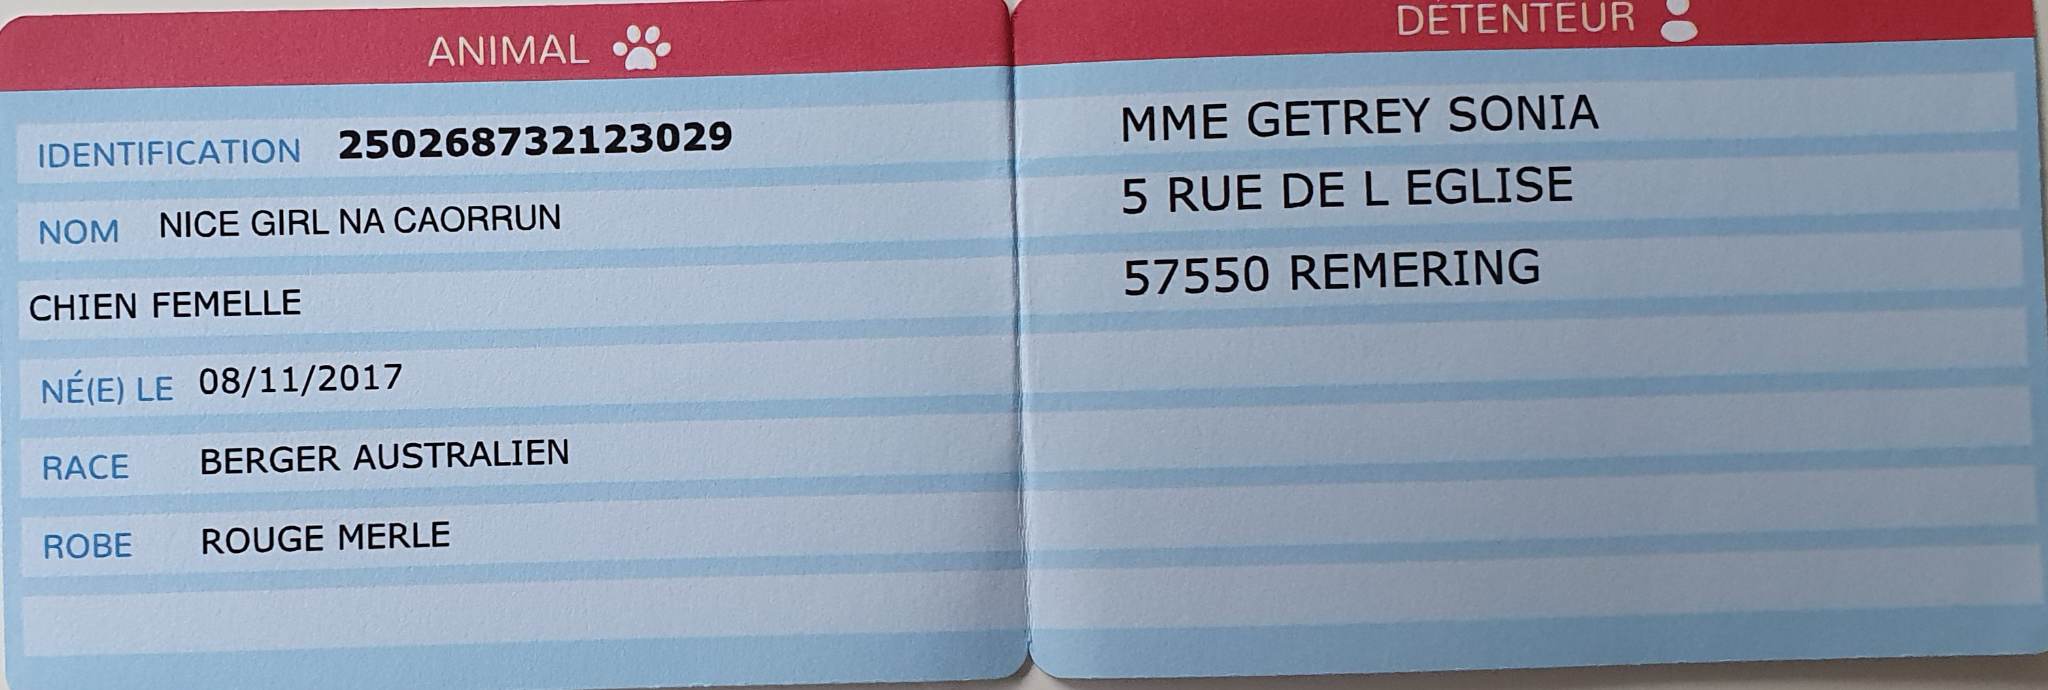 ANIMAL
IDENTIFICATION 250268732123029
NOM NICE GIRL NA CAORRUN
CHIEN FEMELLE
NÉ(E) LE 08/11/2017
RACE BERGER AUSTRALIEN
ROBE ROUGE MERLE
DÉTENTEUR
MME GETREY SONIA
5 RUE DE L EGLISE
57550 REMERING